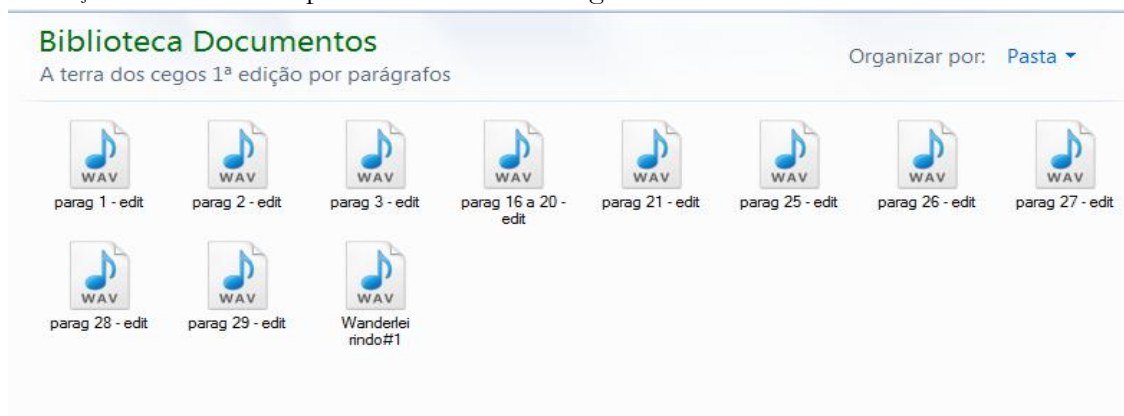 Biblioteca Documentos
A terra dos cegos 1ª edição por parágrafos
Organizar por: Pasta
WAV WAV WAV WAV WAV WAV WAV WAV
parag 1 - edit parag 2 - edit parag 3 - edit parag 16 a 20 - edit parag 21 - edit parag 25 - edit parag 26 - edit parag 27 - edit
WAV WAV WAV
parag 28 - edit parag 29 - edit Wanderlei rindo#1